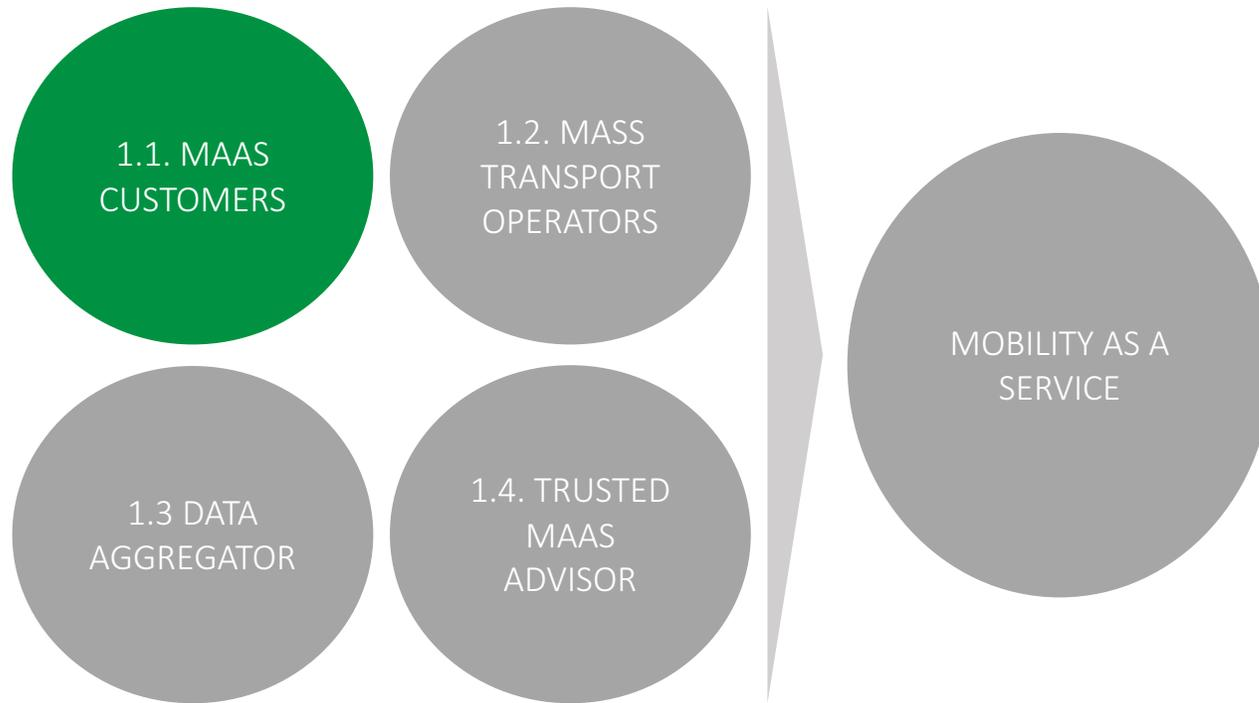 1.1. MAAS
CUSTOMERS
1.2. MASS
TRANSPORT
OPERATORS
1.3 DATA
AGGREGATOR
1.4. TRUSTED
MAAS
ADVISOR
MOBILITY AS A
SERVICE